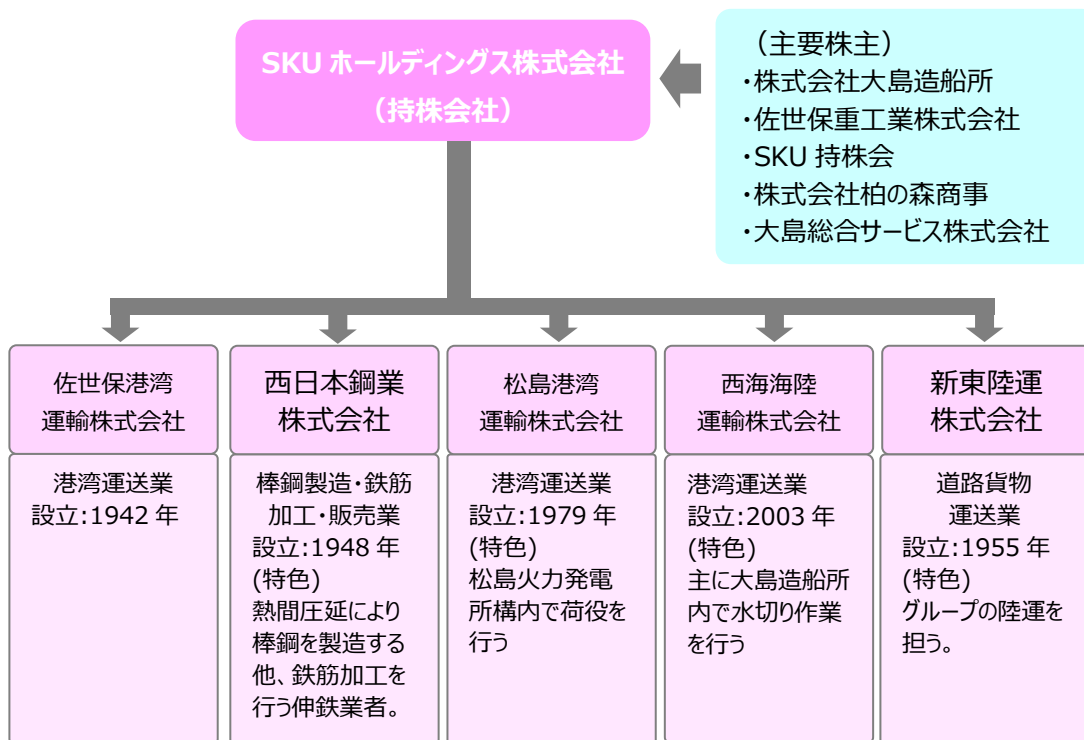 SKU ホールディングス株式会社
（持株会社）
（主要株主）
・株式会社大島造船所
・佐世保重工業株式会社
・SKU 持株会
・株式会社柏の森商事
・大島総合サービス株式会社
佐世保港湾
運輸株式会社
港湾運送業
設立:1942 年
西日本鋼業
株式会社
棒鋼製造・鉄筋
加工・販売業
設立:1948 年
(特色)
熱間圧延により
棒鋼を製造する
他、鉄筋加工を
行う伸鉄業者。
松島港湾
運輸株式会社
港湾運送業
設立:1979 年
(特色)
松島火力発電
所構内で荷役を
行う
西海海陸
運輸株式会社
港湾運送業
設立:2003 年
(特色)
主に大島造船所
内で水切り作業
を行う
新東陸運
株式会社
道路貨物
運送業
設立:1955 年
(特色)
グループの陸運を
担う。